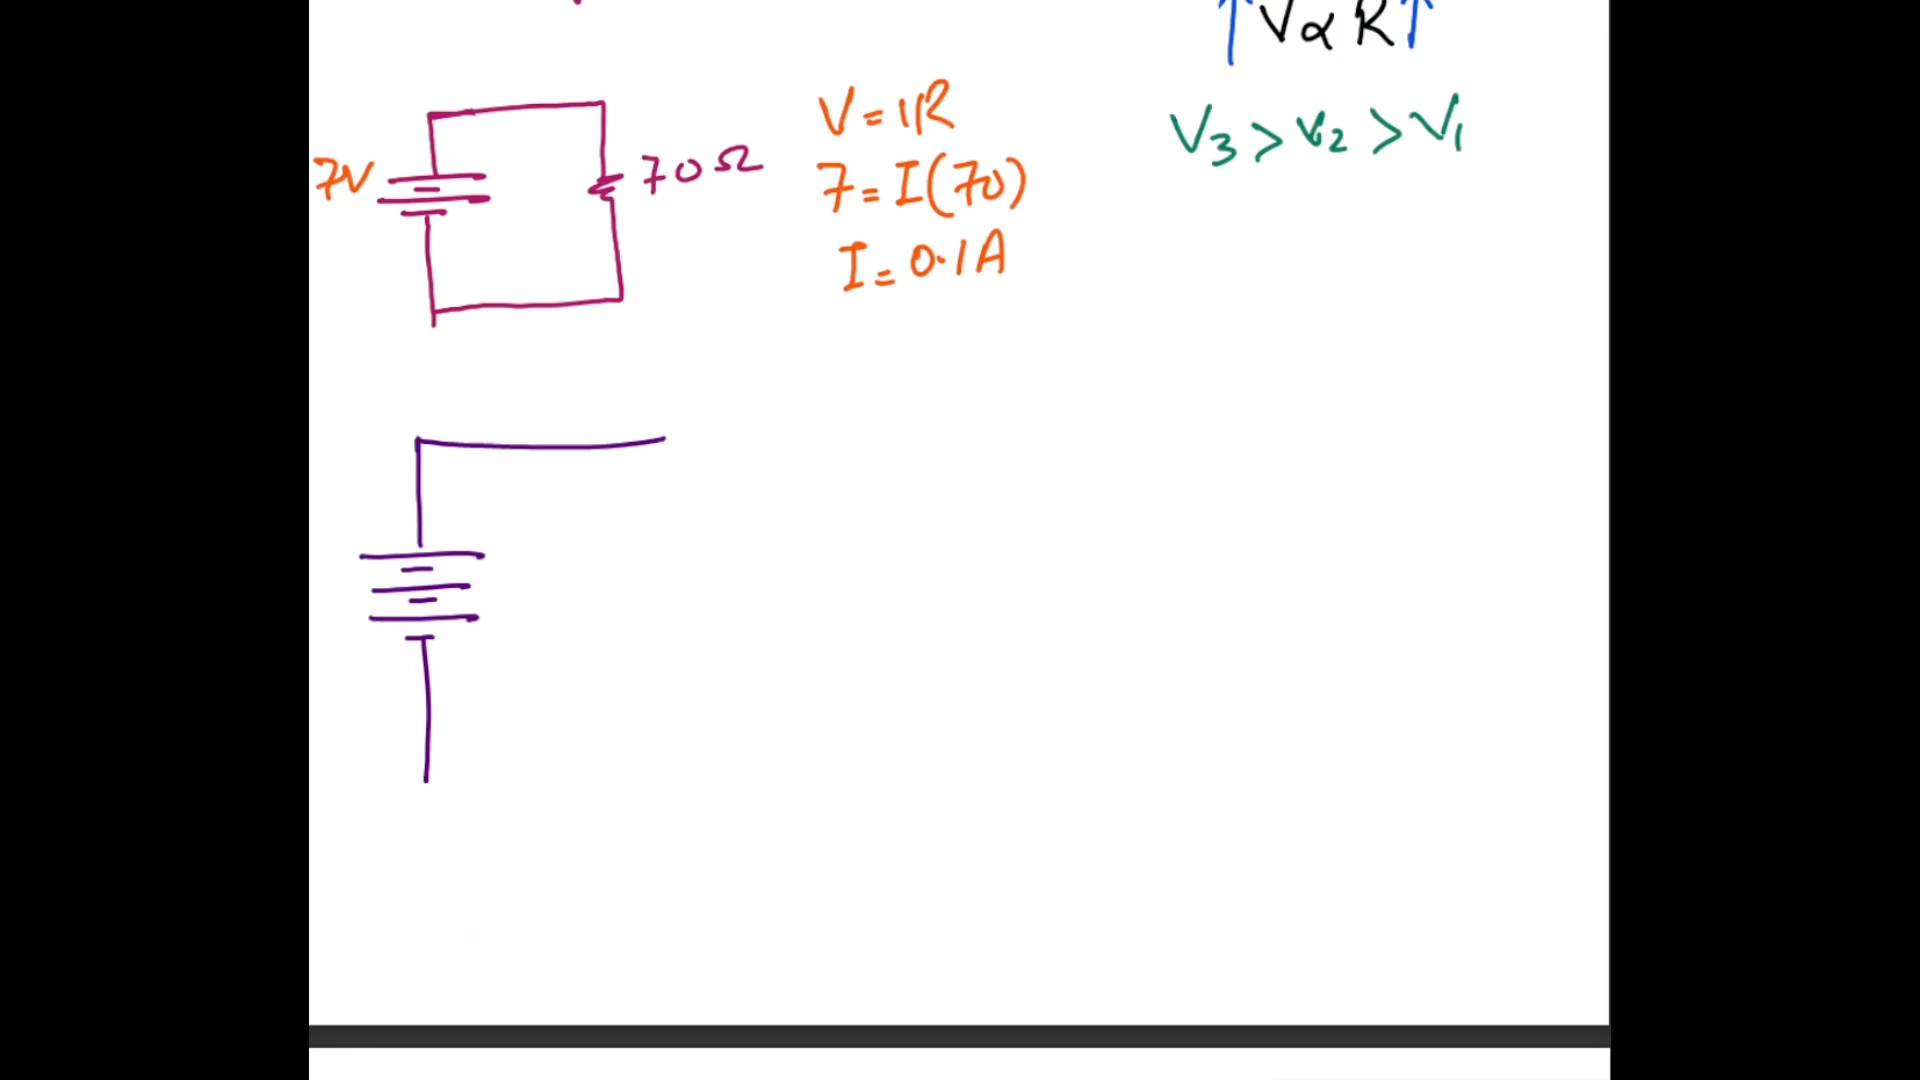 ↑V∝R↑
V₃ > V₂ > V₁
7V
70Ω
V = IR
7 = I(70)
I = 0.1A